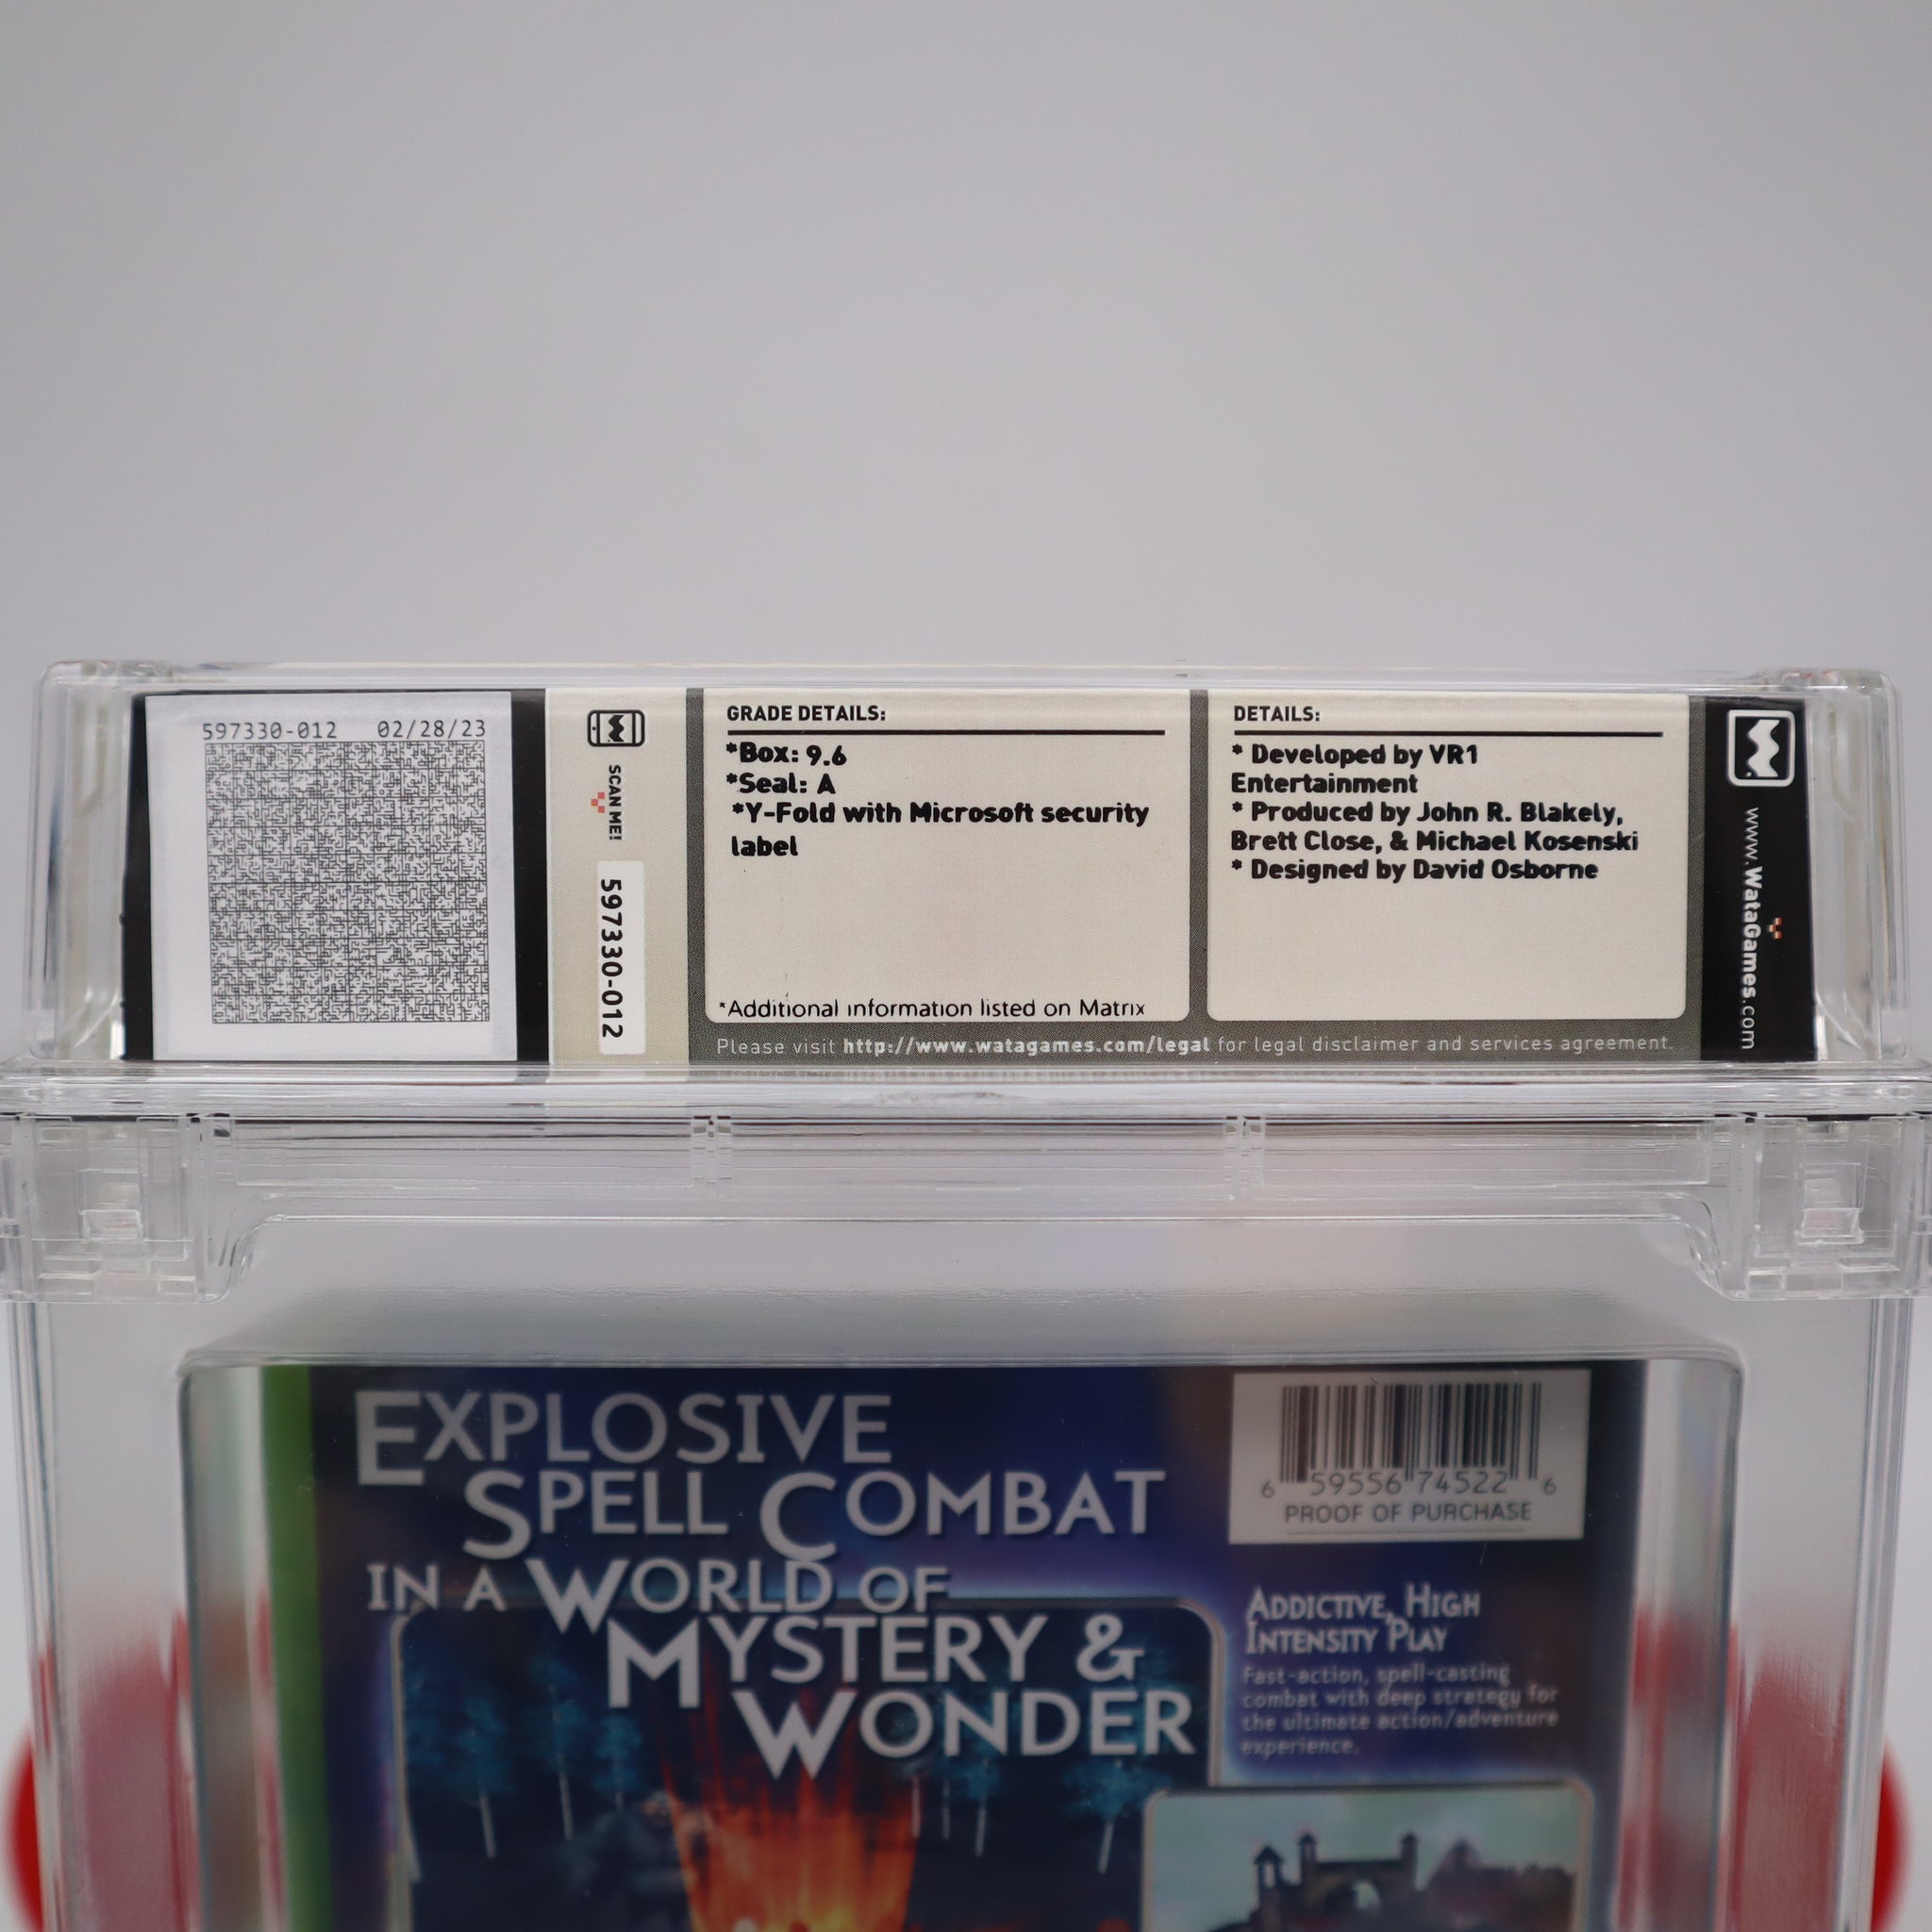 597330-012 02/28/23
SCAN ME!
597330-012
GRADE DETAILS:
*Box: 9.6
*Seal: A
*Y-Fold with Microsoft security
label
*Additional information listed on Matrix
DETAILS:
* Developed by VR1
Entertainment
* Produced by John R. Blakely,
Brett Close, & Michael Kosenski
* Designed by David Osborne
Please visit http://www.watagames.com/legal for legal disclaimer and services agreement.
www.WataGames.com
EXPLOSIVE
SPELL COMBAT
IN A WORLD OF
MYSTERY &
WONDER
6 59556 74522 6
PROOF OF PURCHASE
ADDICTIVE, HIGH
INTENSITY PLAY
Fast-action, spell-casting
combat with deep strategy for
the ultimate action/adventure
experience.